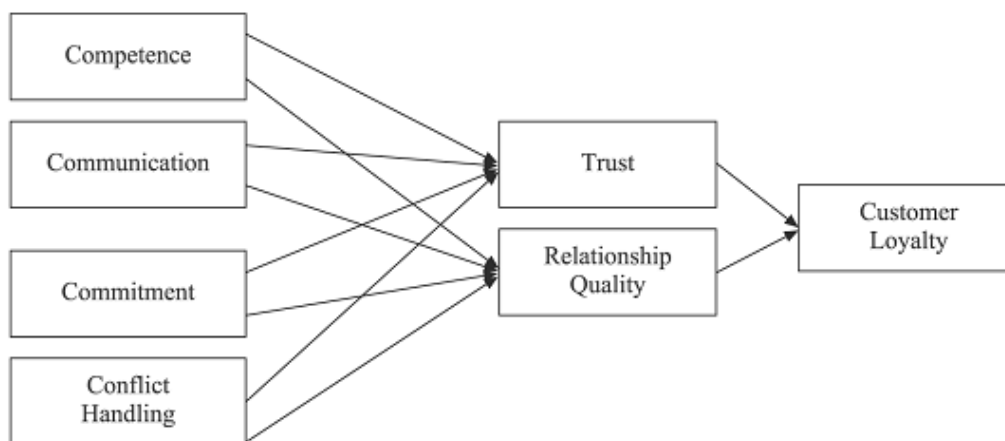 Competence
Communication
Commitment
Conflict
Handling
Trust
Relationship
Quality
Customer
Loyalty